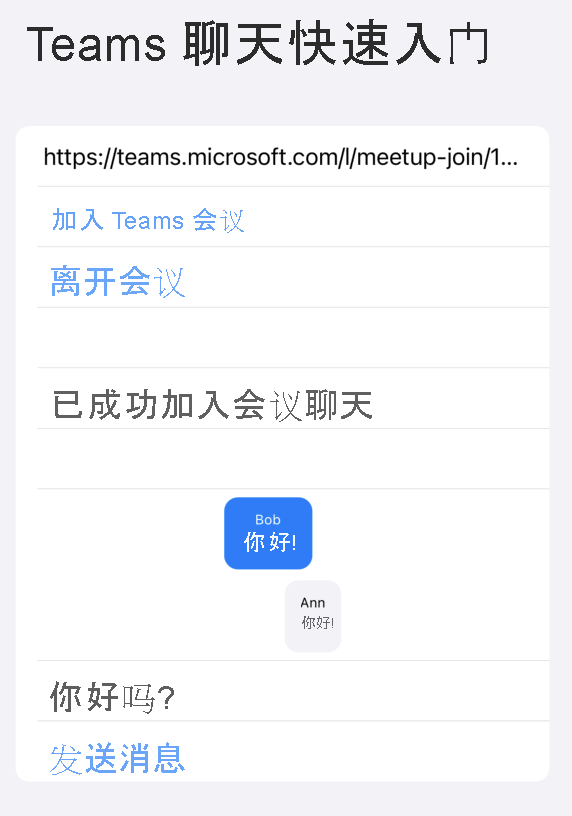 Teams 聊天快速入门
https://teams.microsoft.com/l/meetup-join/1...
加入 Teams 会议
离开会议
已成功加入会议聊天
Bob
你好!
Ann
你好!
你好吗?
发送消息